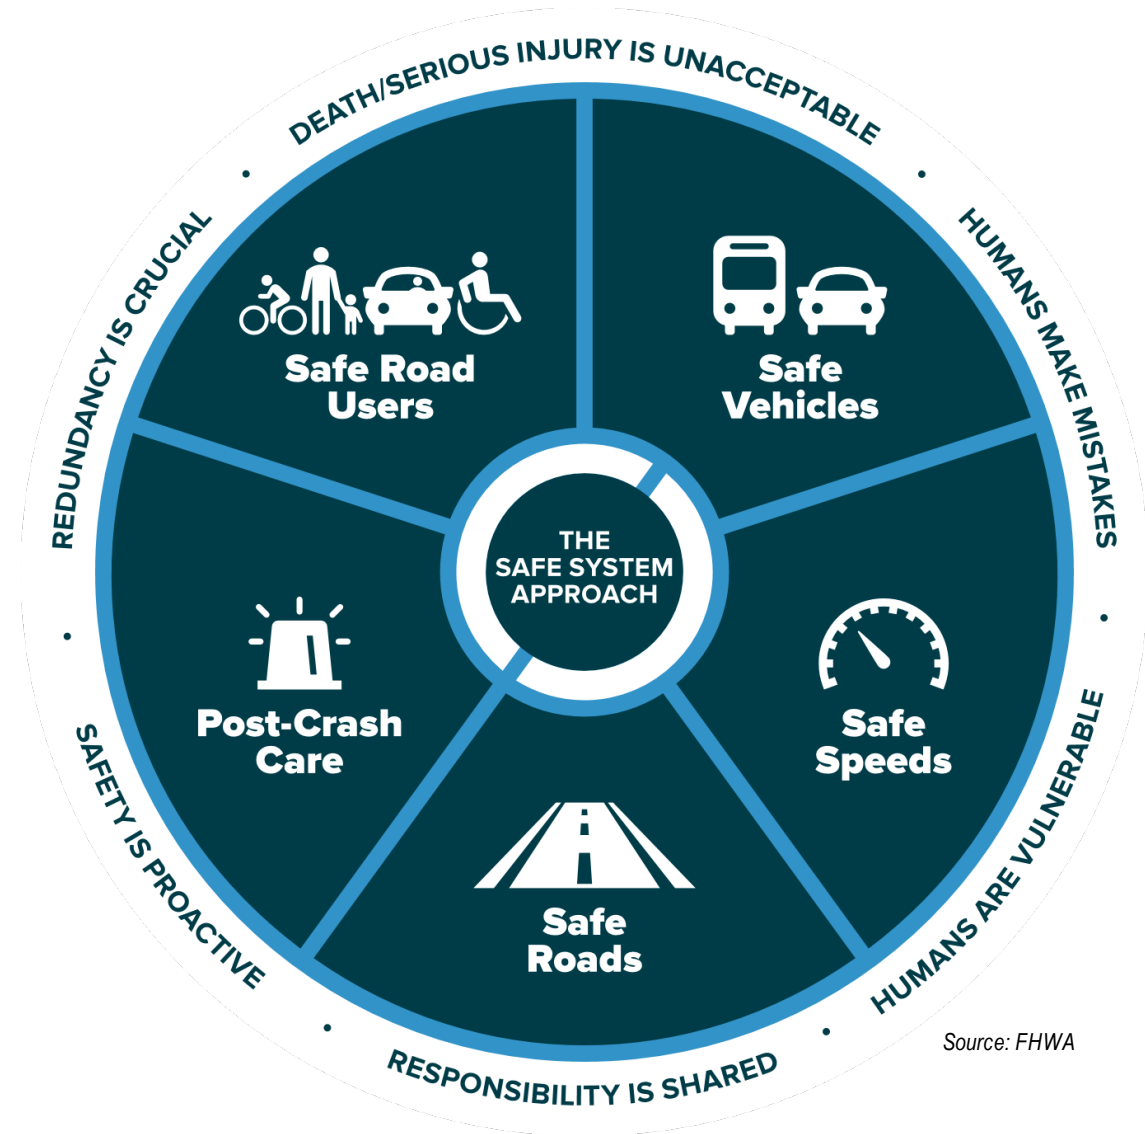 DEATH/SERIOUS INJURY IS UNACCEPTABLE
HUMANS MAKE MISTAKES
HUMANS ARE VULNERABLE
RESPONSIBILITY IS SHARED
SAFETY IS PROACTIVE
REDUNDANCY IS CRUCIAL
Safe Road
Users
Safe
Vehicles
THE
SAFE SYSTEM
APPROACH
Post-Crash
Care
Safe
Speeds
Safe
Roads
Source: FHWA